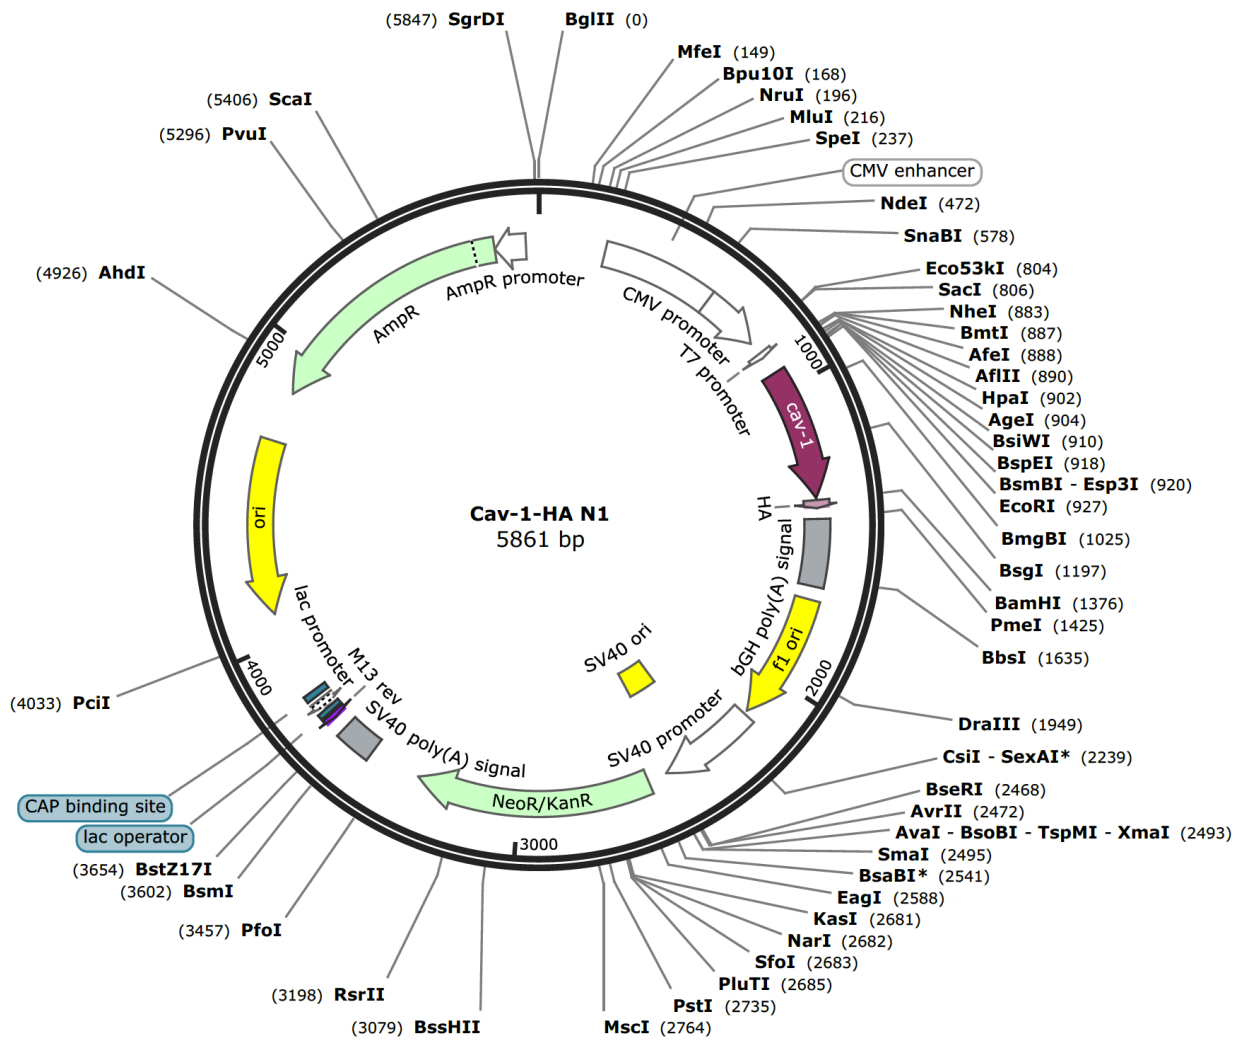 (5847) SgrDI
BglII (0)
MfeI (149)
Bpu10I (168)
NruI (196)
MluI (216)
SpeI (237)
CMV enhancer
NdeI (472)
SnaBI (578)
Eco53kI (804)
SacI (806)
NheI (883)
BmtI (887)
AfeI (888)
AflII (890)
HpaI (902)
AgeI (904)
BsiWI (910)
BspEI (918)
BsmBI - Esp3I (920)
EcoRI (927)
BmgBI (1025)
BsgI (1197)
BamHI (1376)
PmeI (1425)
BbsI (1635)
DraIII (1949)
CsiI - SexAI* (2239)
BseRI (2468)
AvrII (2472)
AvaI - BsoBI - TspMI - XmaI (2493)
SmaI (2495)
BsaBI* (2541)
EagI (2588)
KasI (2681)
NarI (2682)
SfoI (2683)
PluTI (2685)
PstI (2735)
MscI (2764)
(3079) BssHII
(3198) RsrII
(3457) PfoI
(3602) BsmI
(3654) BstZ17I
lac operator
CAP binding site
(4033) PciI
(4926) AhdI
(5296) PvuI
(5406) ScaI
AmpR promoter
AmpR
CMV promoter
T7 promoter
cav-1
HA
bGH poly(A) signal
f1 ori
SV40 ori
SV40 promoter
NeoR/KanR
SV40 poly(A) signal
M13 rev
lac promoter
ori
1000
2000
3000
4000
5000
Cav-1-HA N1
5861 bp